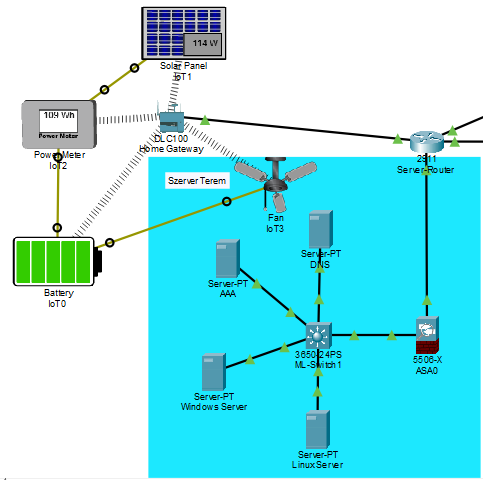 114 W
Solar Panel
IoT1
109 Wh
Power Meter
Power Meter
IoT2
DLC100
Home Gateway
2911
Server-Router
Szerver Terem
Fan
IoT3
Server-PT
DNS
Server-PT
AAA
Battery
IoT0
3650-24PS
ML-Switch1
5506-X
ASA0
Server-PT
Windows Server
Server-PT
LinuxServer